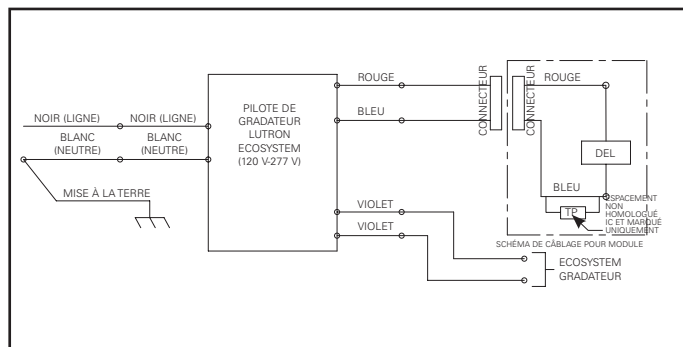 NOIR (LIGNE)
NOIR (LIGNE)
BLANC
(NEUTRE)
BLANC
(NEUTRE)
MISE À LA TERRE
PILOTE DE
GRADATEUR
LUTRON
ECOSYSTEM
(120 V-277 V)
ROUGE
BLEU
VIOLET
VIOLET
CONNECTEUR
CONNECTEUR
ROUGE
DEL
BLEU
TP
ESPACEMENT
NON
HOMOLOGUÉ
IC ET MARQUÉ
UNIQUEMENT
SCHÉMA DE CÂBLAGE POUR MODULE
ECOSYSTEM
GRADATEUR